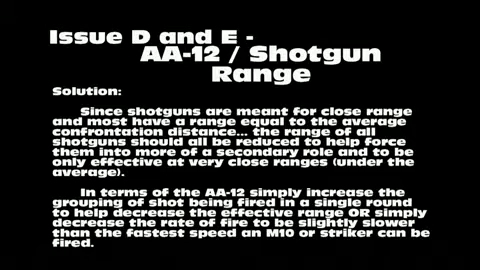 Issue D and E -
AA-12 / Shotgun
Range
Solution:
Since shotguns are meant for close range
and most have a range equal to the average
confrontation distance... the range of all
shotguns should all be reduced to help force
them into more of a secondary role and to be
only effective at very close ranges (under the
average).
In terms of the AA-12 simply increase the
grouping of shot being fired in a single round
to help decrease the effective range OR simply
decrease the rate of fire to be slightly slower
than the fastest speed an M10 or striker can be
fired.